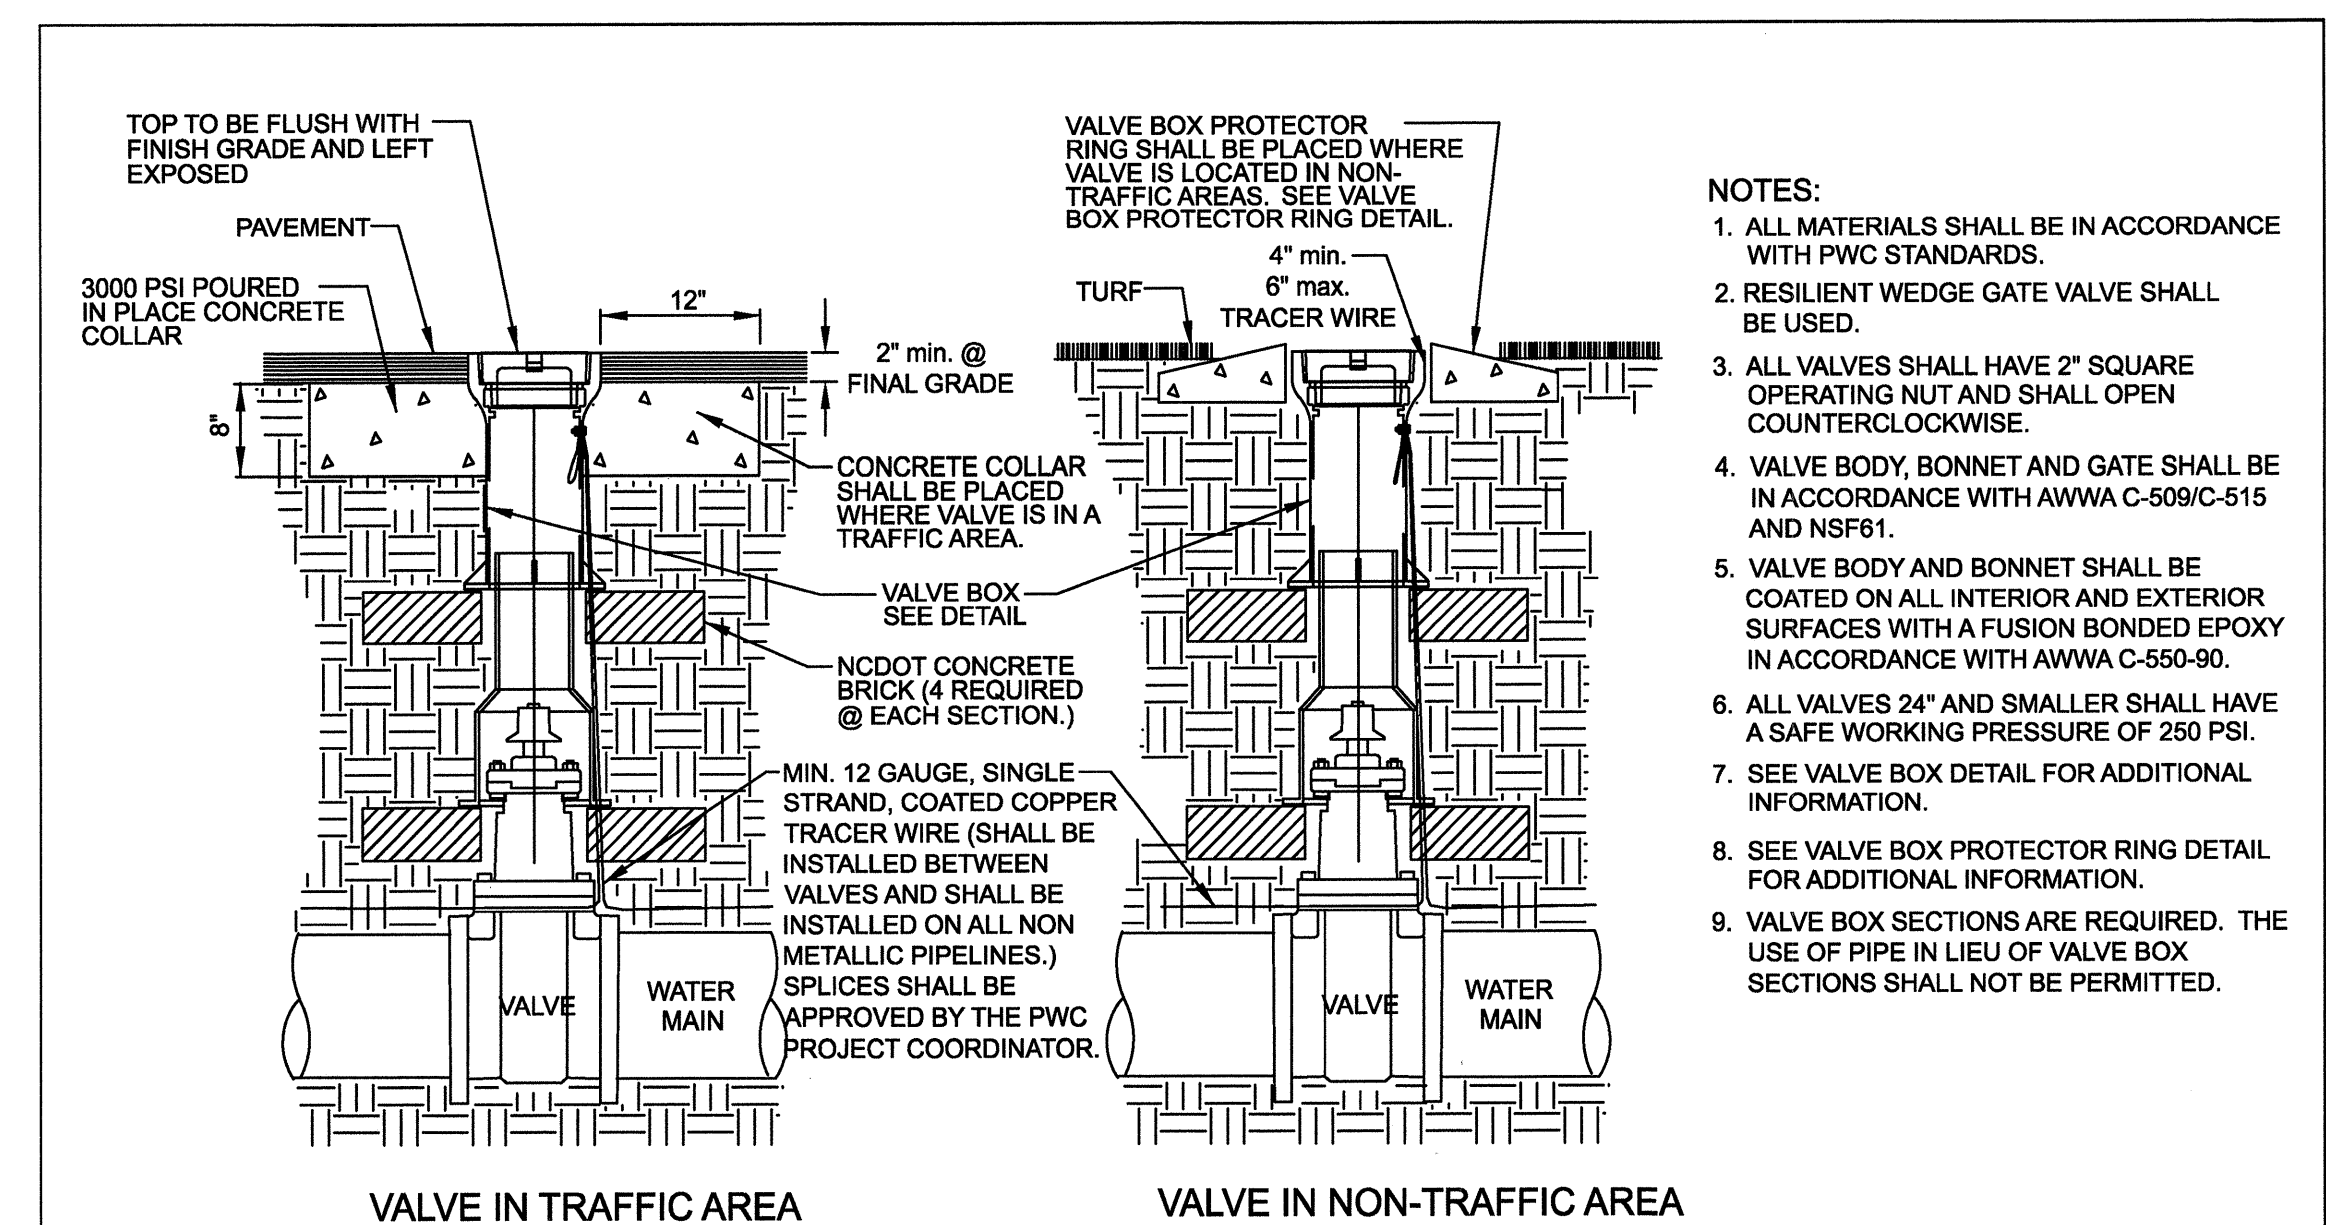 TOP TO BE FLUSH WITH
FINISH GRADE AND LEFT
EXPOSED
PAVEMENT
3000 PSI POURED
IN PLACE CONCRETE
COLLAR
12"
8"
2" min. @
FINAL GRADE
CONCRETE COLLAR
SHALL BE PLACED
WHERE VALVE IS IN A
TRAFFIC AREA.
VALVE BOX
SEE DETAIL
NCDOT CONCRETE
BRICK (4 REQUIRED
@ EACH SECTION.)
MIN. 12 GAUGE, SINGLE
STRAND, COATED COPPER
TRACER WIRE (SHALL BE
INSTALLED BETWEEN
VALVES AND SHALL BE
INSTALLED ON ALL NON
METALLIC PIPELINES.)
SPLICES SHALL BE
APPROVED BY THE PWC
PROJECT COORDINATOR.
VALVE
WATER
MAIN
VALVE IN TRAFFIC AREA
VALVE BOX PROTECTOR
RING SHALL BE PLACED WHERE
VALVE IS LOCATED IN NON-
TRAFFIC AREAS. SEE VALVE
BOX PROTECTOR RING DETAIL.
4" min.
6" max.
TRACER WIRE
TURF
VALVE
WATER
MAIN
VALVE IN NON-TRAFFIC AREA
NOTES:
1. ALL MATERIALS SHALL BE IN ACCORDANCE
WITH PWC STANDARDS.
2. RESILIENT WEDGE GATE VALVE SHALL
BE USED.
3. ALL VALVES SHALL HAVE 2" SQUARE
OPERATING NUT AND SHALL OPEN
COUNTERCLOCKWISE.
4. VALVE BODY, BONNET AND GATE SHALL BE
IN ACCORDANCE WITH AWWA C-509/C-515
AND NSF61.
5. VALVE BODY AND BONNET SHALL BE
COATED ON ALL INTERIOR AND EXTERIOR
SURFACES WITH A FUSION BONDED EPOXY
IN ACCORDANCE WITH AWWA C-550-90.
6. ALL VALVES 24" AND SMALLER SHALL HAVE
A SAFE WORKING PRESSURE OF 250 PSI.
7. SEE VALVE BOX DETAIL FOR ADDITIONAL
INFORMATION.
8. SEE VALVE BOX PROTECTOR RING DETAIL
FOR ADDITIONAL INFORMATION.
9. VALVE BOX SECTIONS ARE REQUIRED. THE
USE OF PIPE IN LIEU OF VALVE BOX
SECTIONS SHALL NOT BE PERMITTED.